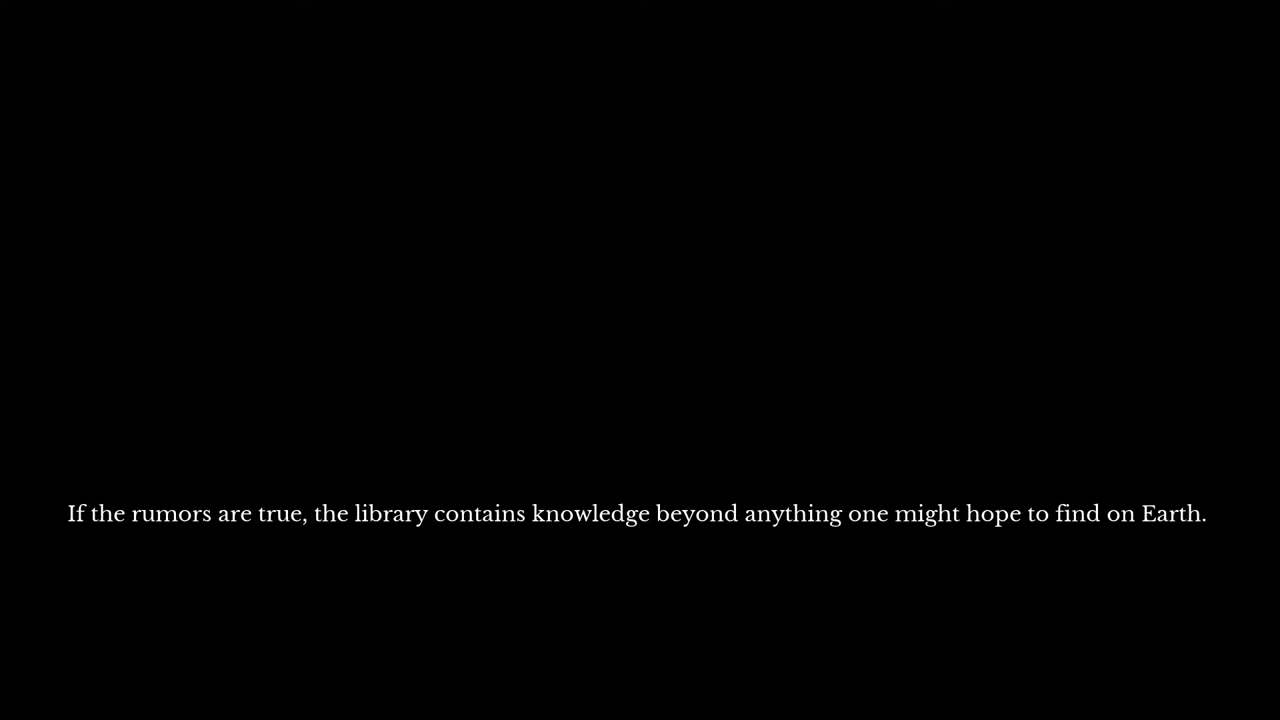 If the rumors are true, the library contains knowledge beyond anything one might hope to find on Earth.